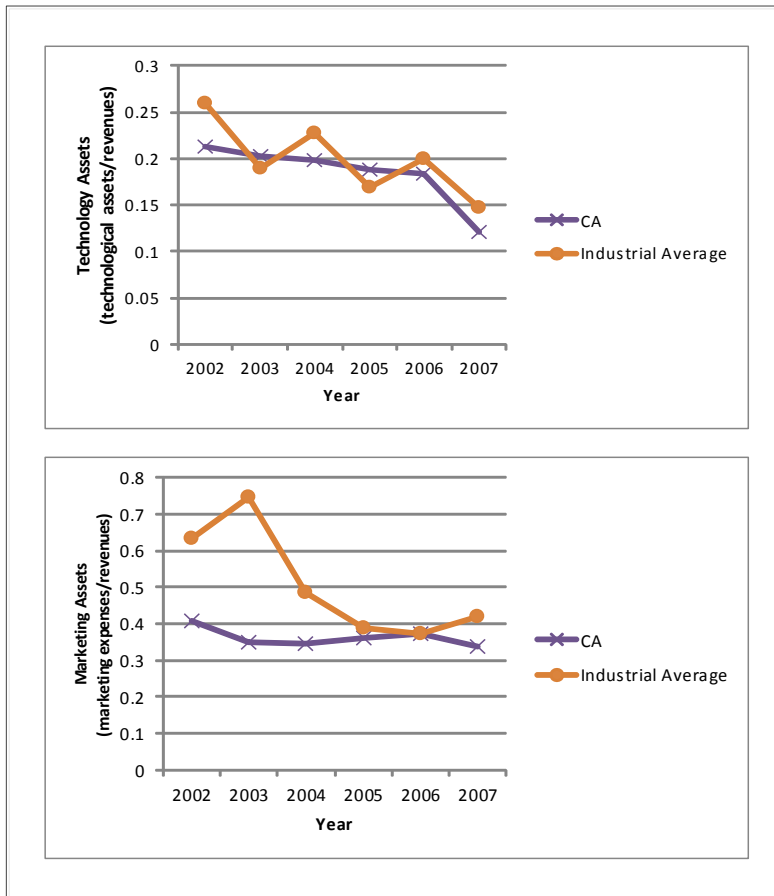 0.3
0.25
0.2
0.15
0.1
0.05
0
Technology Assets
(technological assets/revenues)
2002 2003 2004 2005 2006 2007
Year
CA
Industrial Average
0.8
0.7
0.6
0.5
0.4
0.3
0.2
0.1
0
Marketing Assets
(marketing expenses/revenues)
2002 2003 2004 2005 2006 2007
Year
CA
Industrial Average